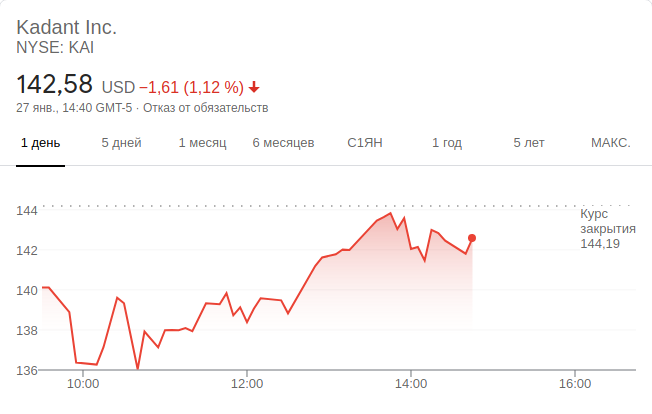 Kadant Inc.
NYSE: KAI
142,58 USD −1,61 (1,12 %)
27 янв., 14:40 GMT-5 · Отказ от обязательств
1 день 5 дней 1 месяц 6 месяцев С1ЯН 1 год 5 лет МАКС.
144
Курс
закрытия
144,19
142
140
138
136
10:00 12:00 14:00 16:00